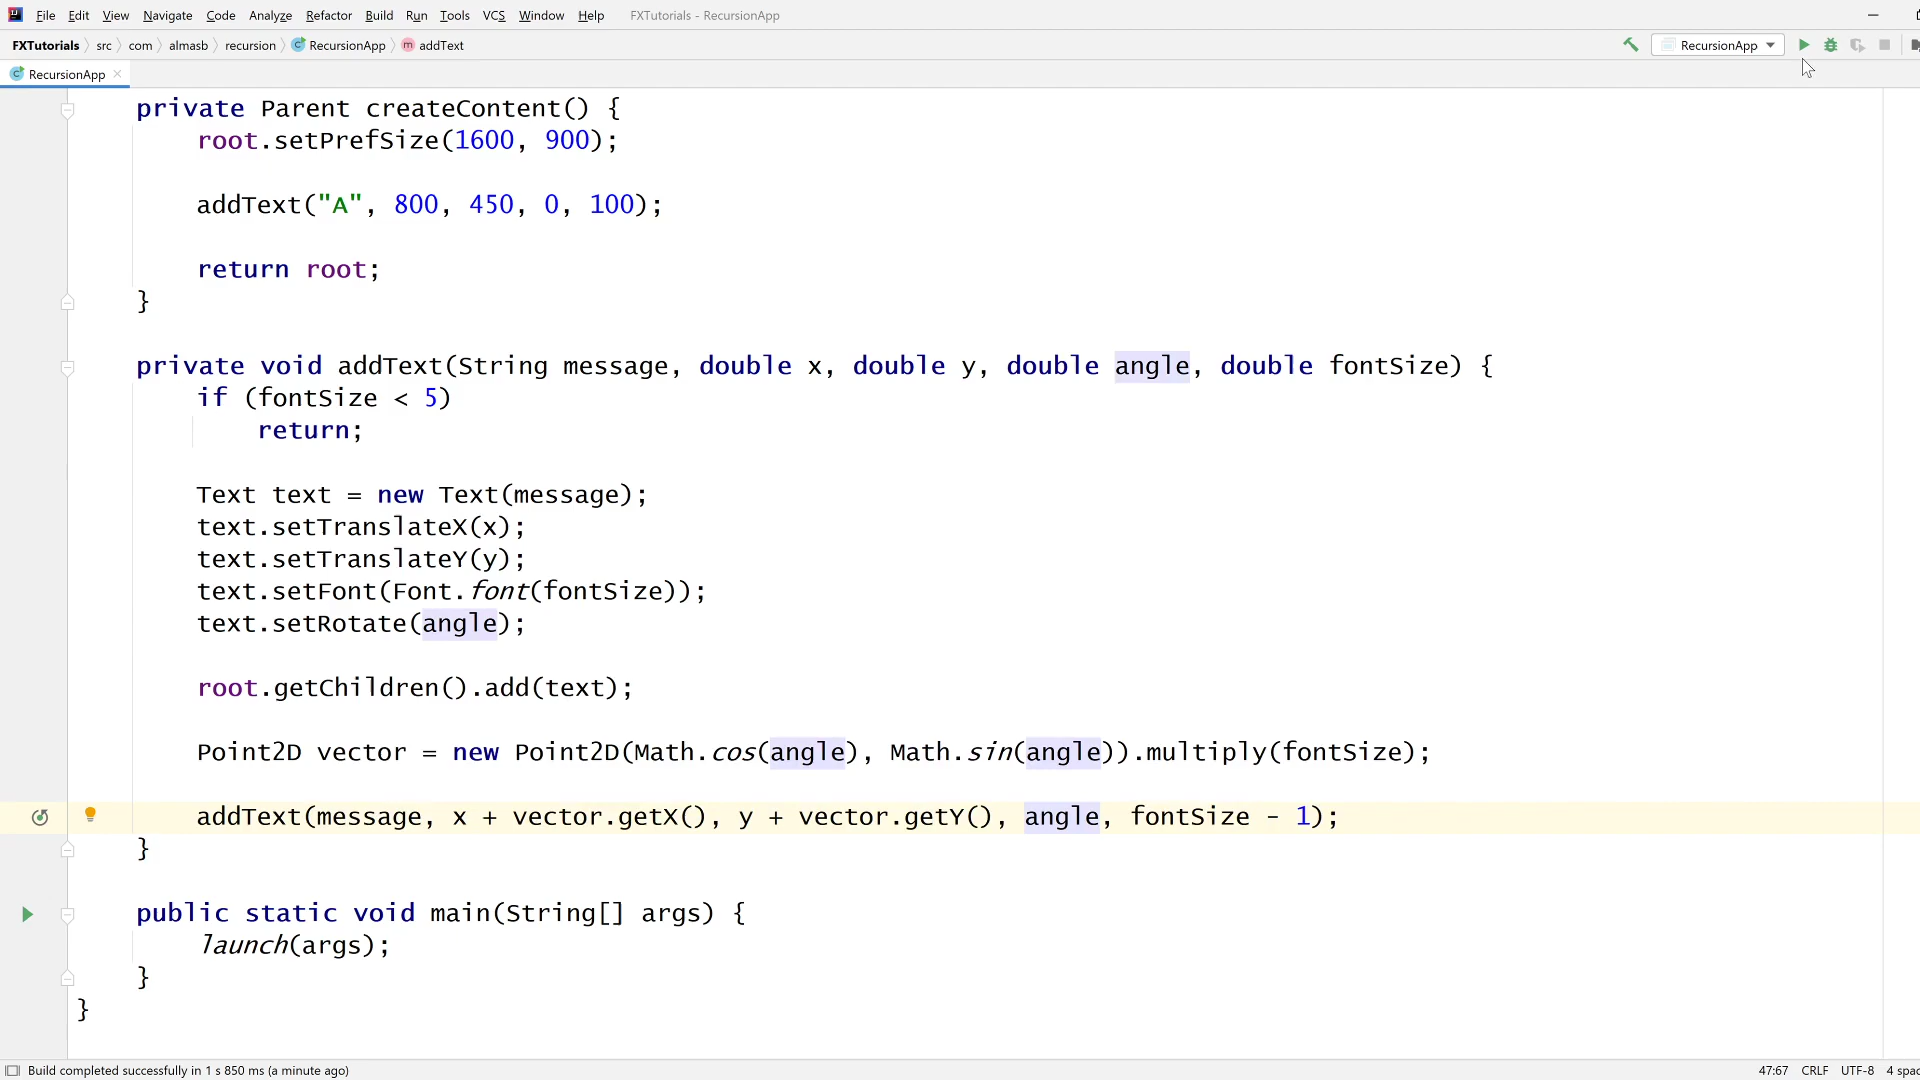 File Edit View Navigate Code Analyze Refactor Build Run Tools VCS Window Help FXTutorials - RecursionApp
FXTutorials src com almasb recursion RecursionApp addText RecursionApp
RecursionApp
private Parent createContent() {
root.setPrefSize(1600, 900);
addText("A", 800, 450, 0, 100);
return root;
}
private void addText(String message, double x, double y, double angle, double fontSize) {
if (fontSize < 5)
return;
Text text = new Text(message);
text.setTranslateX(x);
text.setTranslateY(y);
text.setFont(Font.font(fontSize));
text.setRotate(angle);
root.getChildren().add(text);
Point2D vector = new Point2D(Math.cos(angle), Math.sin(angle)).multiply(fontSize);
addText(message, x + vector.getX(), y + vector.getY(), angle, fontSize - 1);
}
public static void main(String[] args) {
launch(args);
}
}
Build completed successfully in 1 s 850 ms (a minute ago) 47:67 CRLF UTF-8 4